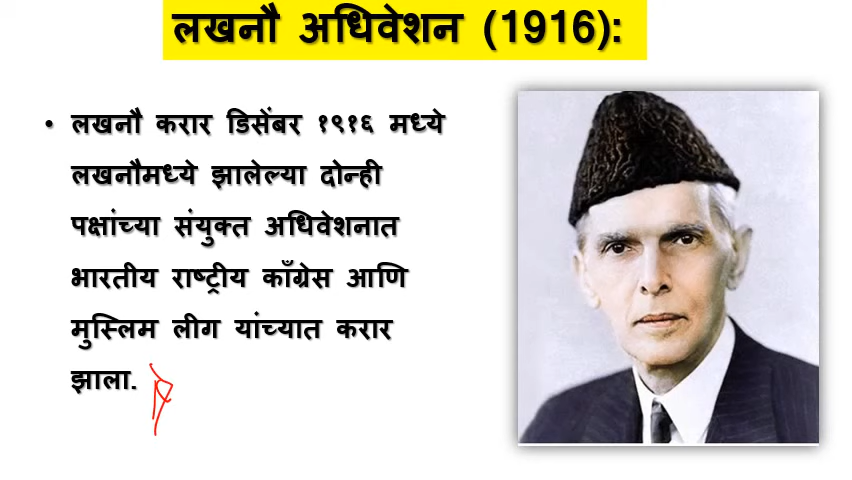 लखनौ अधिवेशन (1916):
• लखनौ करार डिसेंबर १९१६ मध्ये
लखनौमध्ये झालेल्या दोन्ही
पक्षांच्या संयुक्त अधिवेशनात
भारतीय राष्ट्रीय काँग्रेस आणि
मुस्लिम लीग यांच्यात करार
झाला.